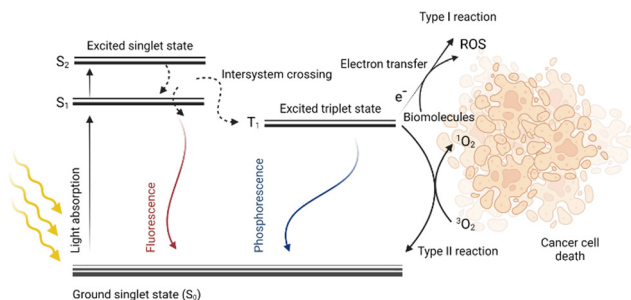 Type I reaction
Excited singlet state
S₂
ROS
Electron transfer
Intersystem crossing
S₁
Excited triplet state
e⁻
T₁
Biomolecules
¹O₂
Light absorption
Fluorescence
Phosphorescence
³O₂
Type II reaction
Cancer cell
death
Ground singlet state (S₀)